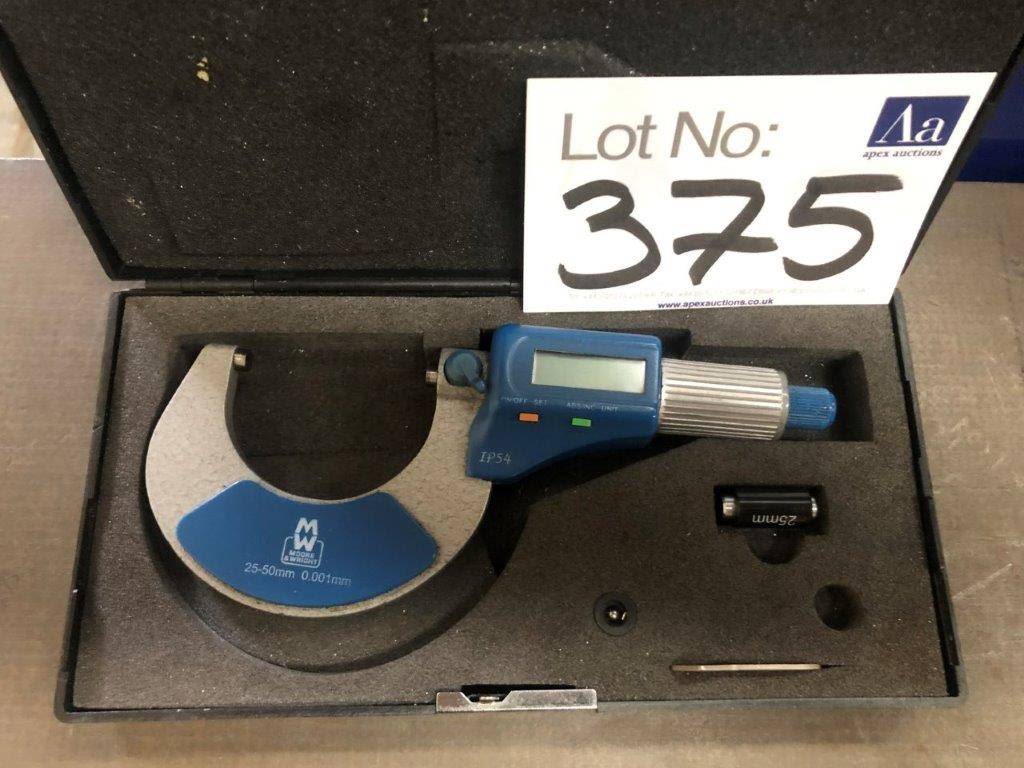 Lot No:
Aa
apex auctions
375
www.apexauctions.co.uk
ON/OFF SET ABS/INC UNIT
IP54
MW
MOORE
& WRIGHT
25-50mm 0.001mm
25mm